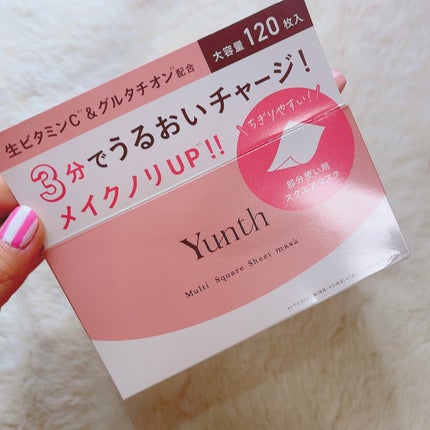 大容量120枚入
生ビタミンC&グルタチオン配合
3分でうるおいチャージ!
メイクノリUP!!
ちぎりやすい!
部分使い用
スクエアマスク
Yunth
Multi Square Sheet mask